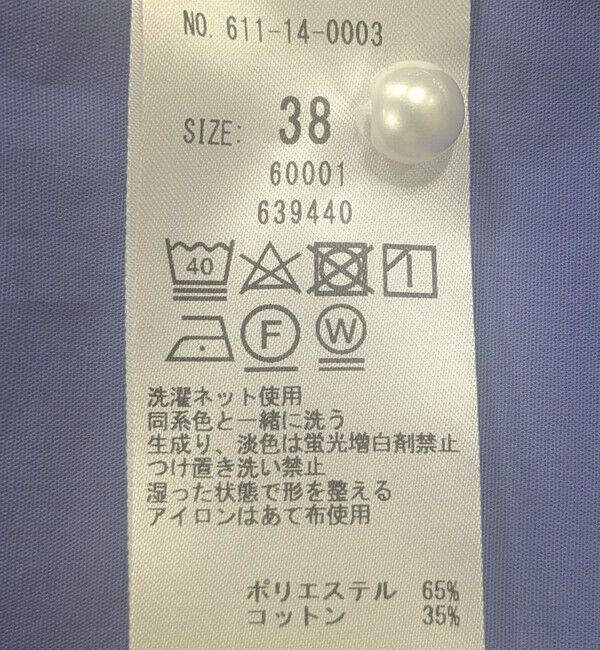 NO. 611-14-0003
SIZE: 38
60001
639440
40
F W
洗濯ネット使用
同系色と一緒に洗う
生成り、淡色は蛍光増白剤禁止
つけ置き洗い禁止
湿った状態で形を整える
アイロンはあて布使用
ポリエステル 65%
コットン 35%